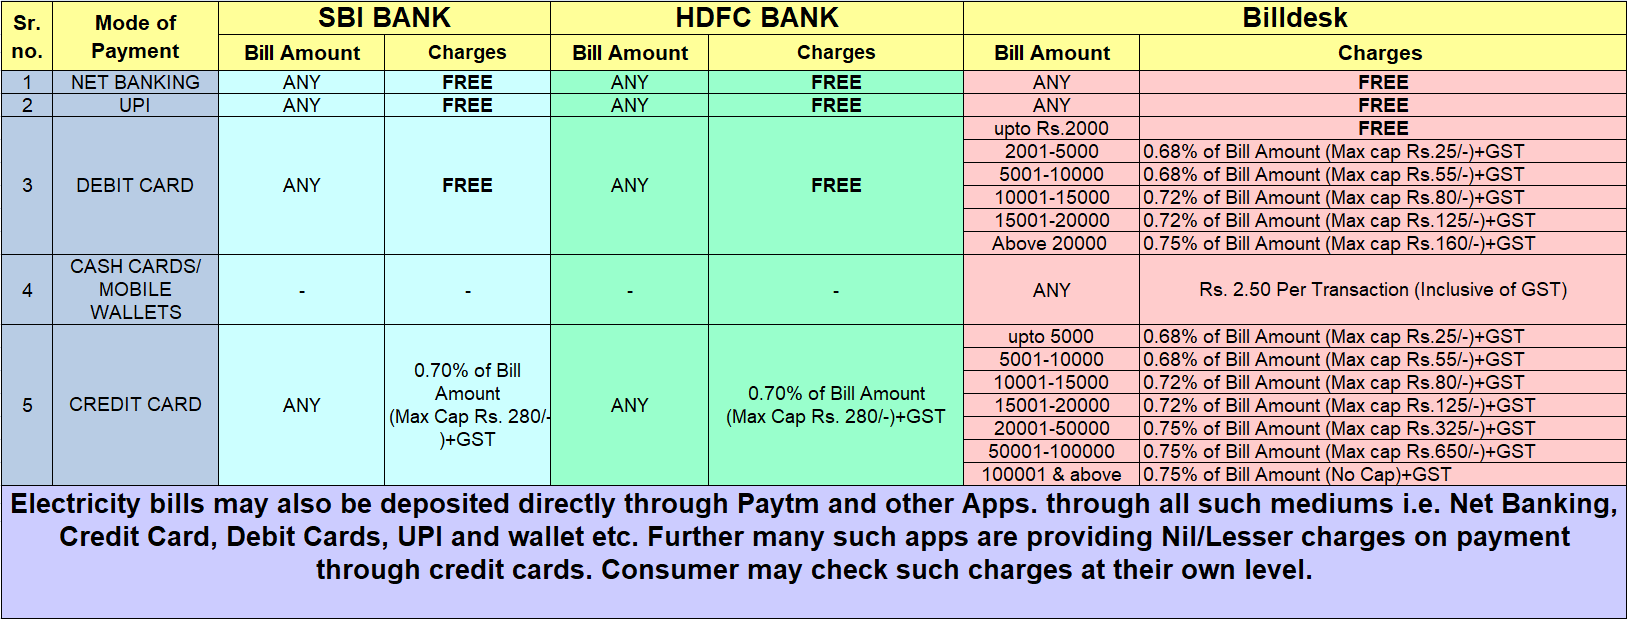 Sr. no. Mode of Payment SBI BANK HDFC BANK Billdesk
Bill Amount Charges Bill Amount Charges Bill Amount Charges
1 NET BANKING ANY FREE ANY FREE ANY FREE
2 UPI ANY FREE ANY FREE ANY FREE
3 DEBIT CARD ANY FREE ANY FREE
upto Rs.2000 FREE
2001-5000 0.68% of Bill Amount (Max cap Rs.25/-)+GST
5001-10000 0.68% of Bill Amount (Max cap Rs.55/-)+GST
10001-15000 0.72% of Bill Amount (Max cap Rs.80/-)+GST
15001-20000 0.72% of Bill Amount (Max cap Rs.125/-)+GST
Above 20000 0.75% of Bill Amount (Max cap Rs.160/-)+GST
4 CASH CARDS/
MOBILE
WALLETS
- - - - ANY Rs. 2.50 Per Transaction (Inclusive of GST)
5 CREDIT CARD ANY
0.70% of Bill
Amount
(Max Cap Rs. 280/-
)+GST
ANY
0.70% of Bill Amount
(Max Cap Rs. 280/-)+GST
upto 5000 0.68% of Bill Amount (Max cap Rs.25/-)+GST
5001-10000 0.68% of Bill Amount (Max cap Rs.55/-)+GST
10001-15000 0.72% of Bill Amount (Max cap Rs.80/-)+GST
15001-20000 0.72% of Bill Amount (Max cap Rs.125/-)+GST
20001-50000 0.75% of Bill Amount (Max cap Rs.325/-)+GST
50001-100000 0.75% of Bill Amount (Max cap Rs.650/-)+GST
100001 & above 0.75% of Bill Amount (No Cap)+GST
Electricity bills may also be deposited directly through Paytm and other Apps. through all such mediums i.e. Net Banking,
Credit Card, Debit Cards, UPI and wallet etc. Further many such apps are providing Nil/Lesser charges on payment
through credit cards. Consumer may check such charges at their own level.